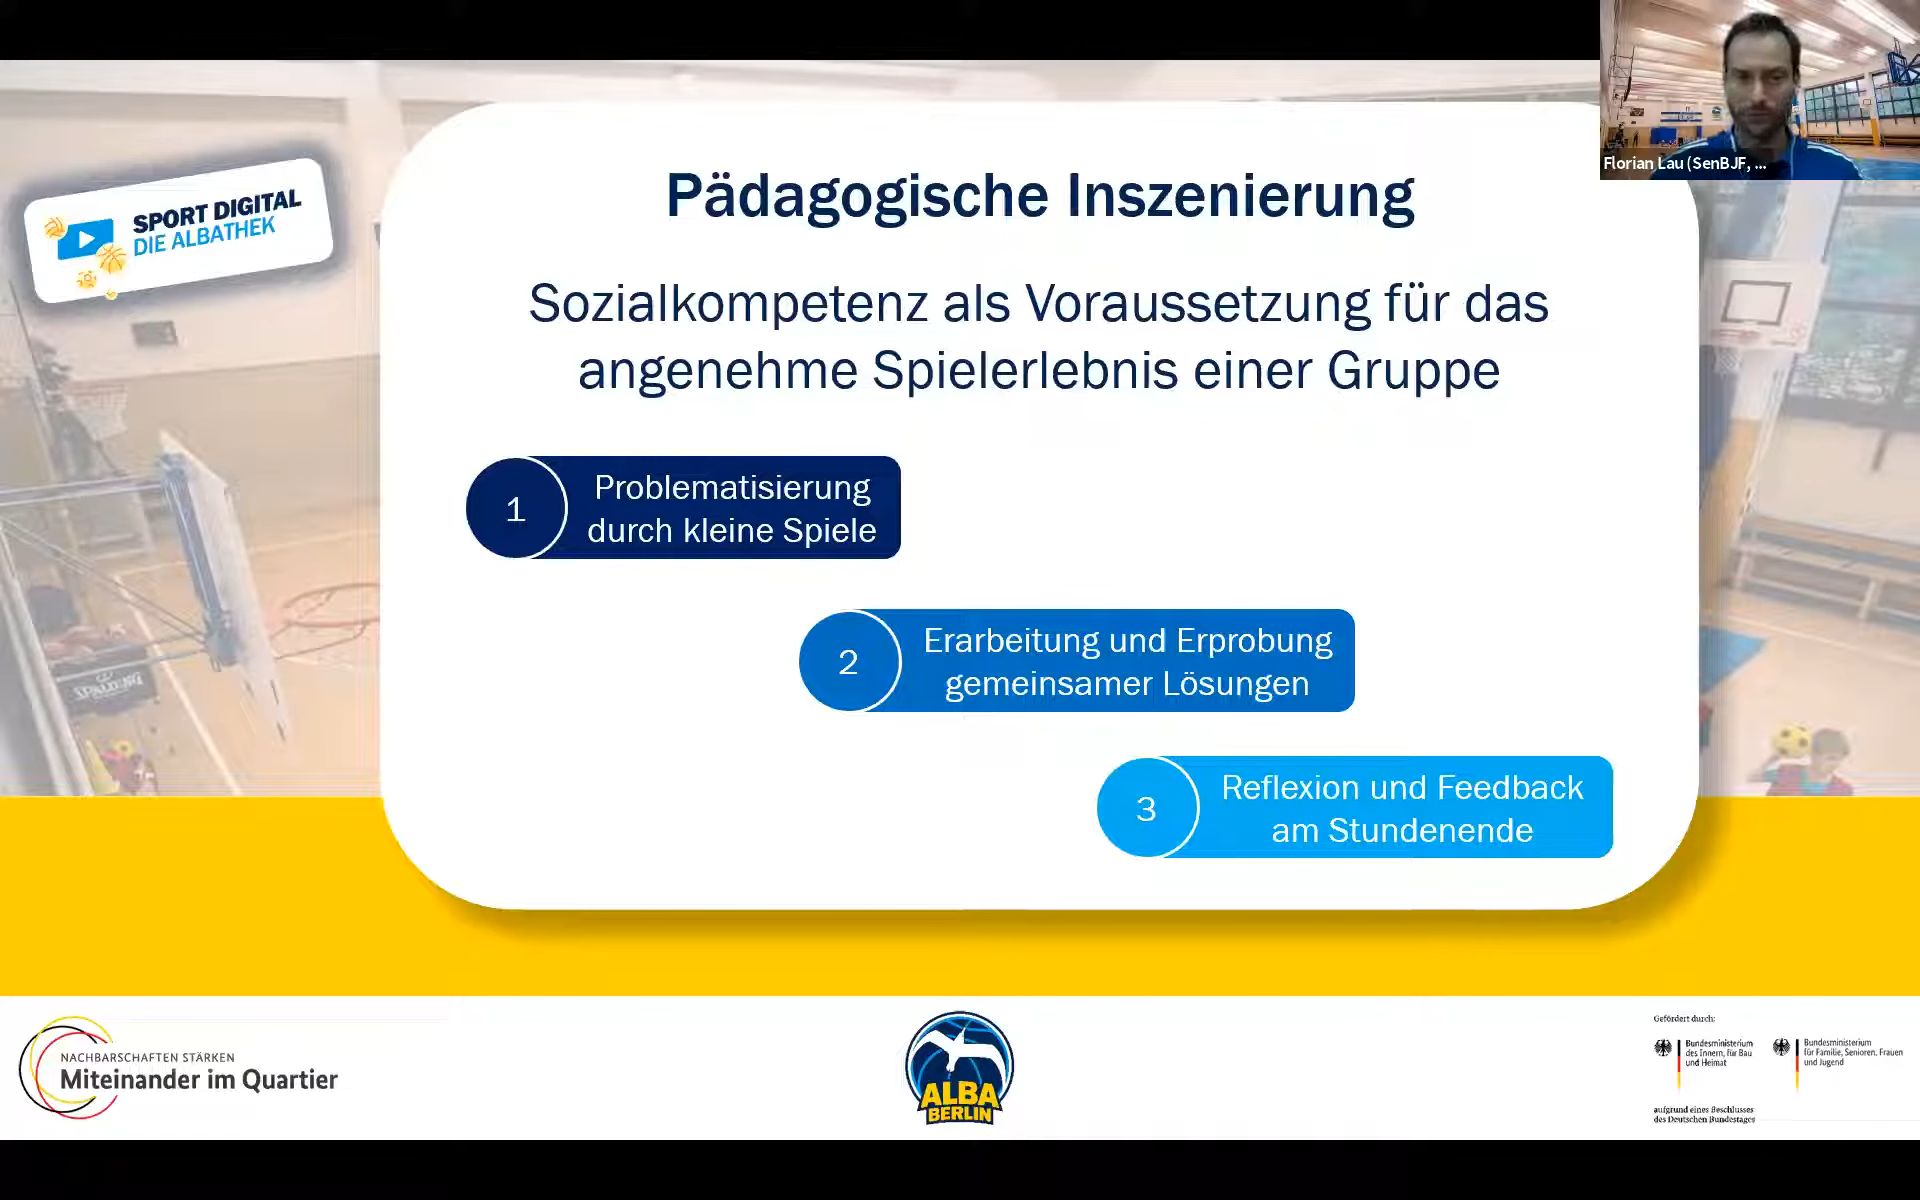 Florian Lau (SenBJF, ...
SPORT DIGITAL
DIE ALBATHEK
Pädagogische Inszenierung
Sozialkompetenz als Voraussetzung für das
angenehme Spielerlebnis einer Gruppe
1
Problematisierung
durch kleine Spiele
2
Erarbeitung und Erprobung
gemeinsamer Lösungen
3
Reflexion und Feedback
am Stundenende
SPALDING
NACHBARSCHAFTEN STÄRKEN
Miteinander im Quartier
ALBA
BERLIN
Gefördert durch:
Bundesministerium
des Innern, für Bau
und Heimat
Bundesministerium
für Familie, Senioren, Frauen
und Jugend
aufgrund eines Beschlusses
des Deutschen Bundestages